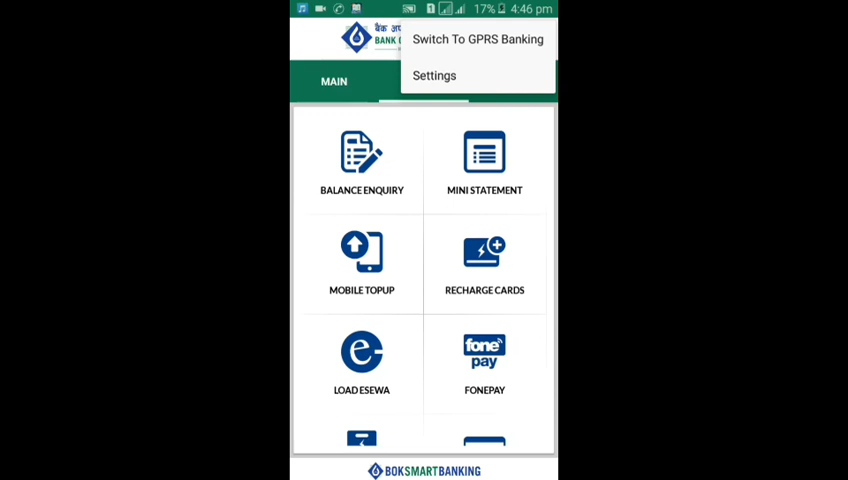 17% 4:46 pm
बैंक
BANK
Switch To GPRS Banking
Settings
MAIN
BALANCE ENQUIRY
MINI STATEMENT
MOBILE TOPUP
RECHARGE CARDS
e
LOAD ESEWA
fone
pay
FONEPAY
BOKSMARTBANKING